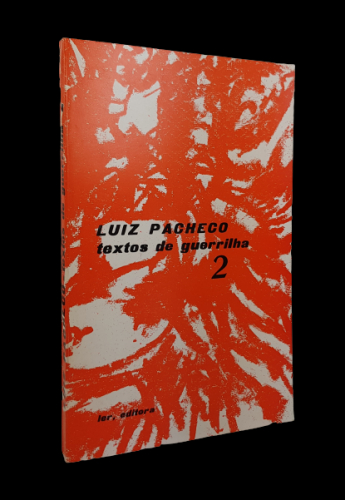 LUIZ PACHECO
textos de guerrilha
2
ler, editora